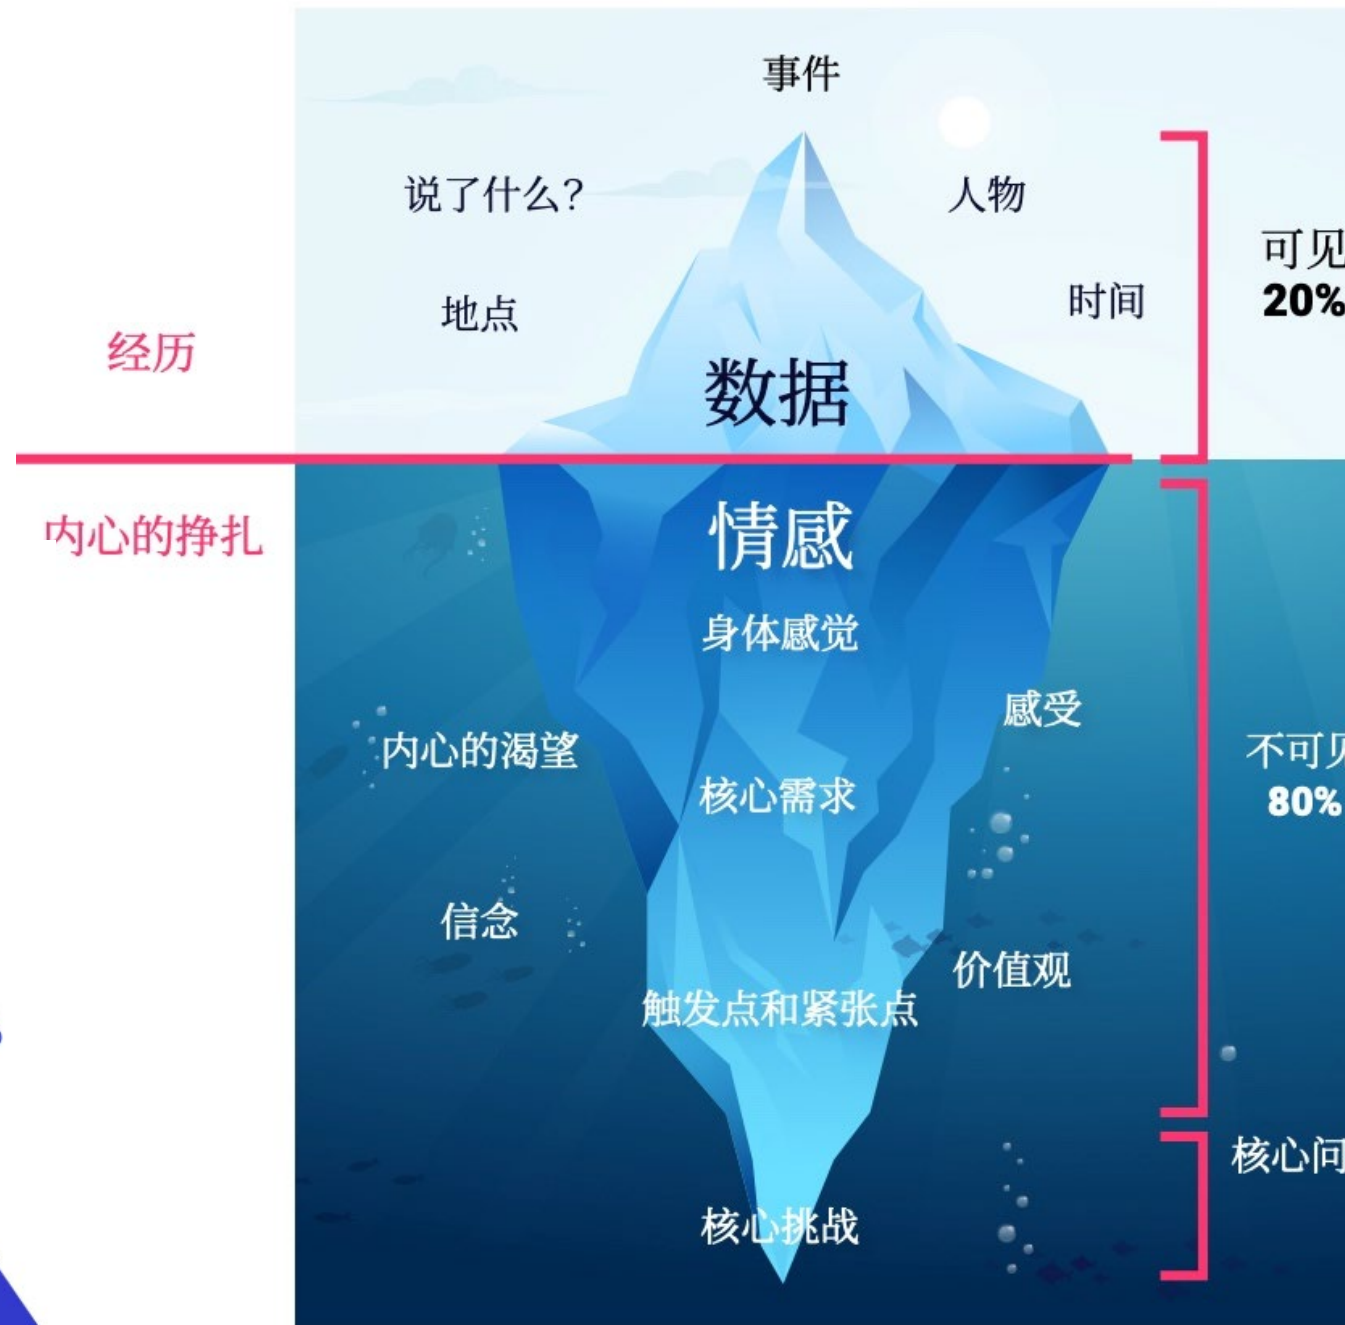 事件
说了什么？
人物
可见
20%
时间
地点
经历
数据
内心的挣扎
情感
身体感觉
感受
内心的渴望
不可见
80%
核心需求
信念
价值观
触发点和紧张点
核心问
核心挑战